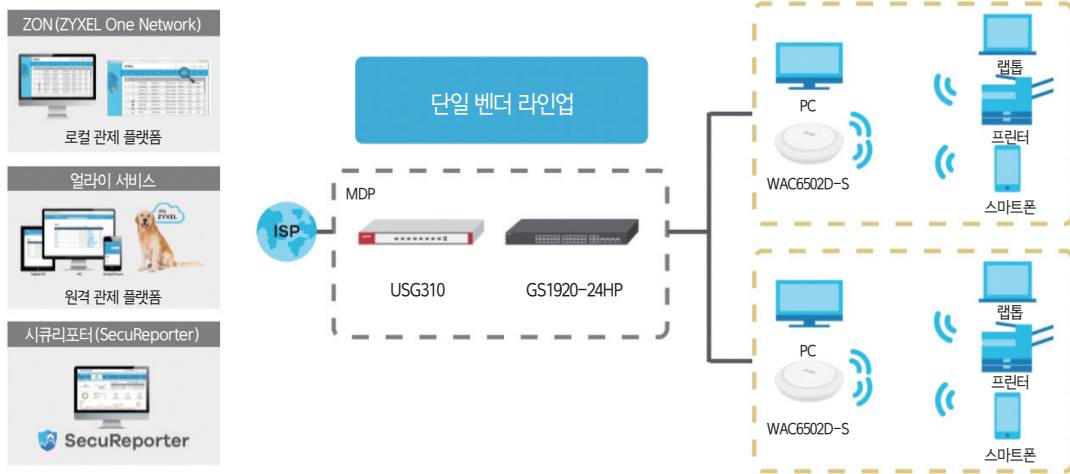 ZON(ZYXEL One Network)
로컬 관제 플랫폼
얼라이 서비스
Ally
ZYXEL
원격 관제 플랫폼
시큐리포터(SecuReporter)
SecuReporter
단일 벤더 라인업
ISP
MDP
USG310
GS1920-24HP
PC
WAC6502D-S
랩톱
프린터
스마트폰
PC
WAC6502D-S
랩톱
프린터
스마트폰